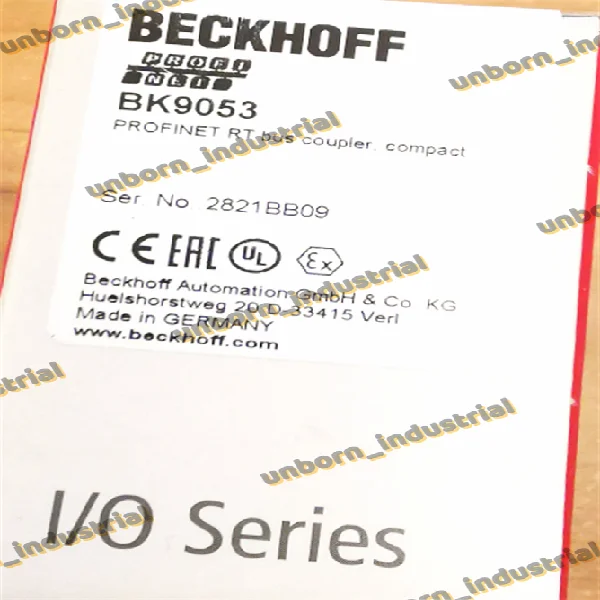 BECKHOFF
PROFI
NET
BK9053
PROFINET RT bus coupler, compact
Ser. No. 2821BB09
CE EAC UL Ex
Beckhoff Automation GmbH & Co. KG
Huelshorstweg 20 D-33415 Verl
Made in GERMANY
www.beckhoff.com
I/O Series
unborn_industrial
unborn_industrial
unborn_industrial
unborn_industrial
unborn_industrial
unborn_industrial
unborn_industrial
unborn_industrial